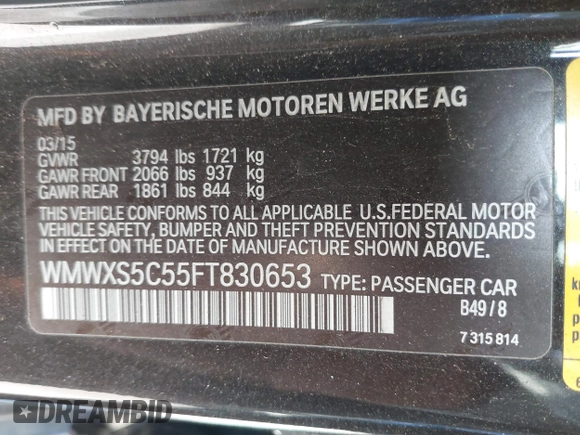 MFD BY BAYERISCHE MOTOREN WERKE AG
03/15
GVWR 3794 lbs 1721 kg
GAWR FRONT 2066 lbs 937 kg
GAWR REAR 1861 lbs 844 kg
THIS VEHICLE CONFORMS TO ALL APPLICABLE U.S.FEDERAL MOTOR
VEHICLE SAFETY, BUMPER AND THEFT PREVENTION STANDARDS
IN EFFECT ON THE DATE OF MANUFACTURE SHOWN ABOVE.
WMWXS5C55FT830653 TYPE: PASSENGER CAR
B49/8
7 315 814
DREAMBID